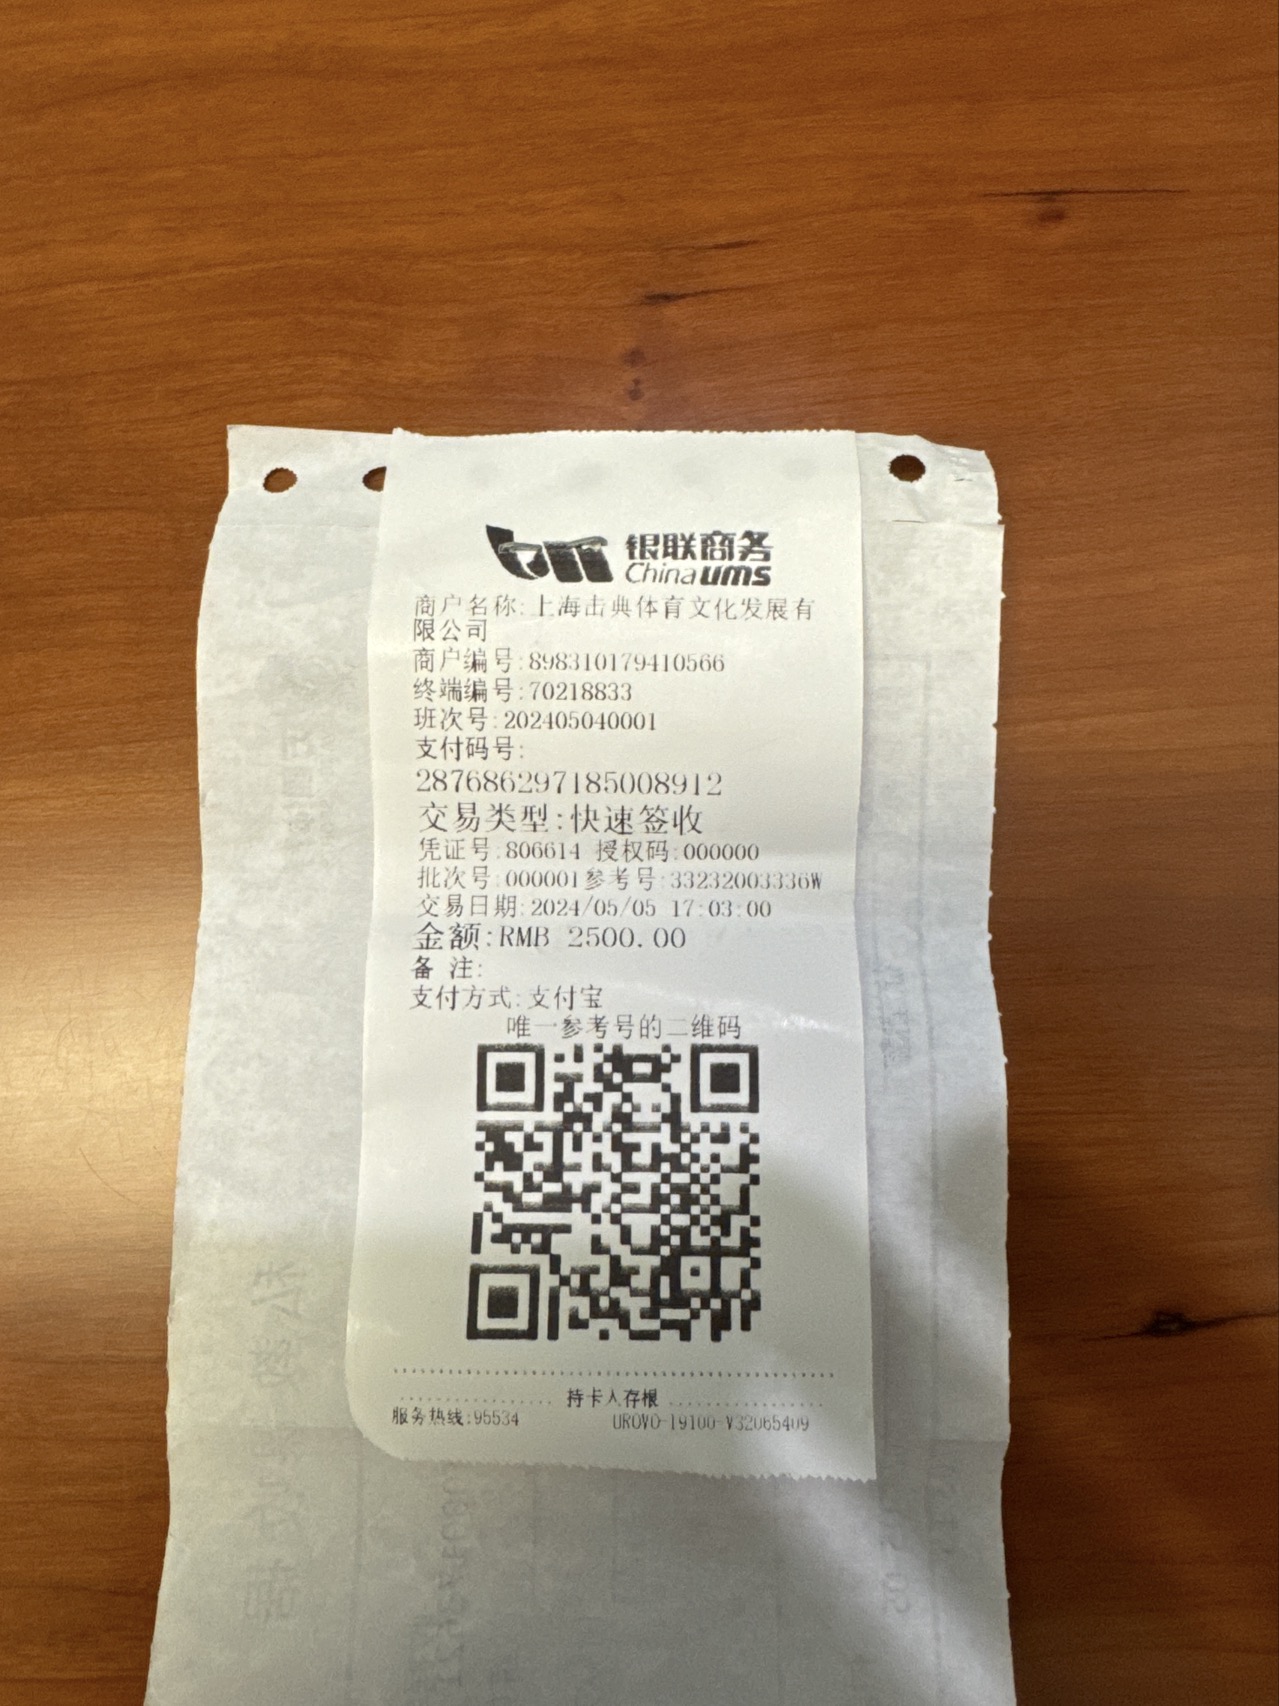 银联商务
Chinaums
商户名称:上海击典体育文化发展有
限公司
商户编号:898310179410566
终端编号:70218833
班次号:202405040001
支付码号:
287686297185008912
交易类型:快速签收
凭证号:806614 授权码:000000
批次号:000001参考号:33232003336W
交易日期:2024/05/05 17:03:00
金额:RMB 2500.00
备 注:
支付方式:支付宝
唯一参考号的二维码
持卡人存根
服务热线:95534 UROVO-I9100-V32065409